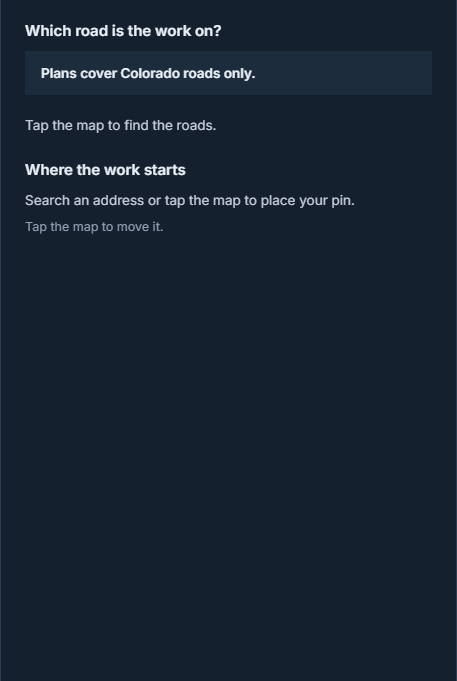 Which road is the work on?
Plans cover Colorado roads only.
Tap the map to find the roads.
Where the work starts
Search an address or tap the map to place your pin.
Tap the map to move it.